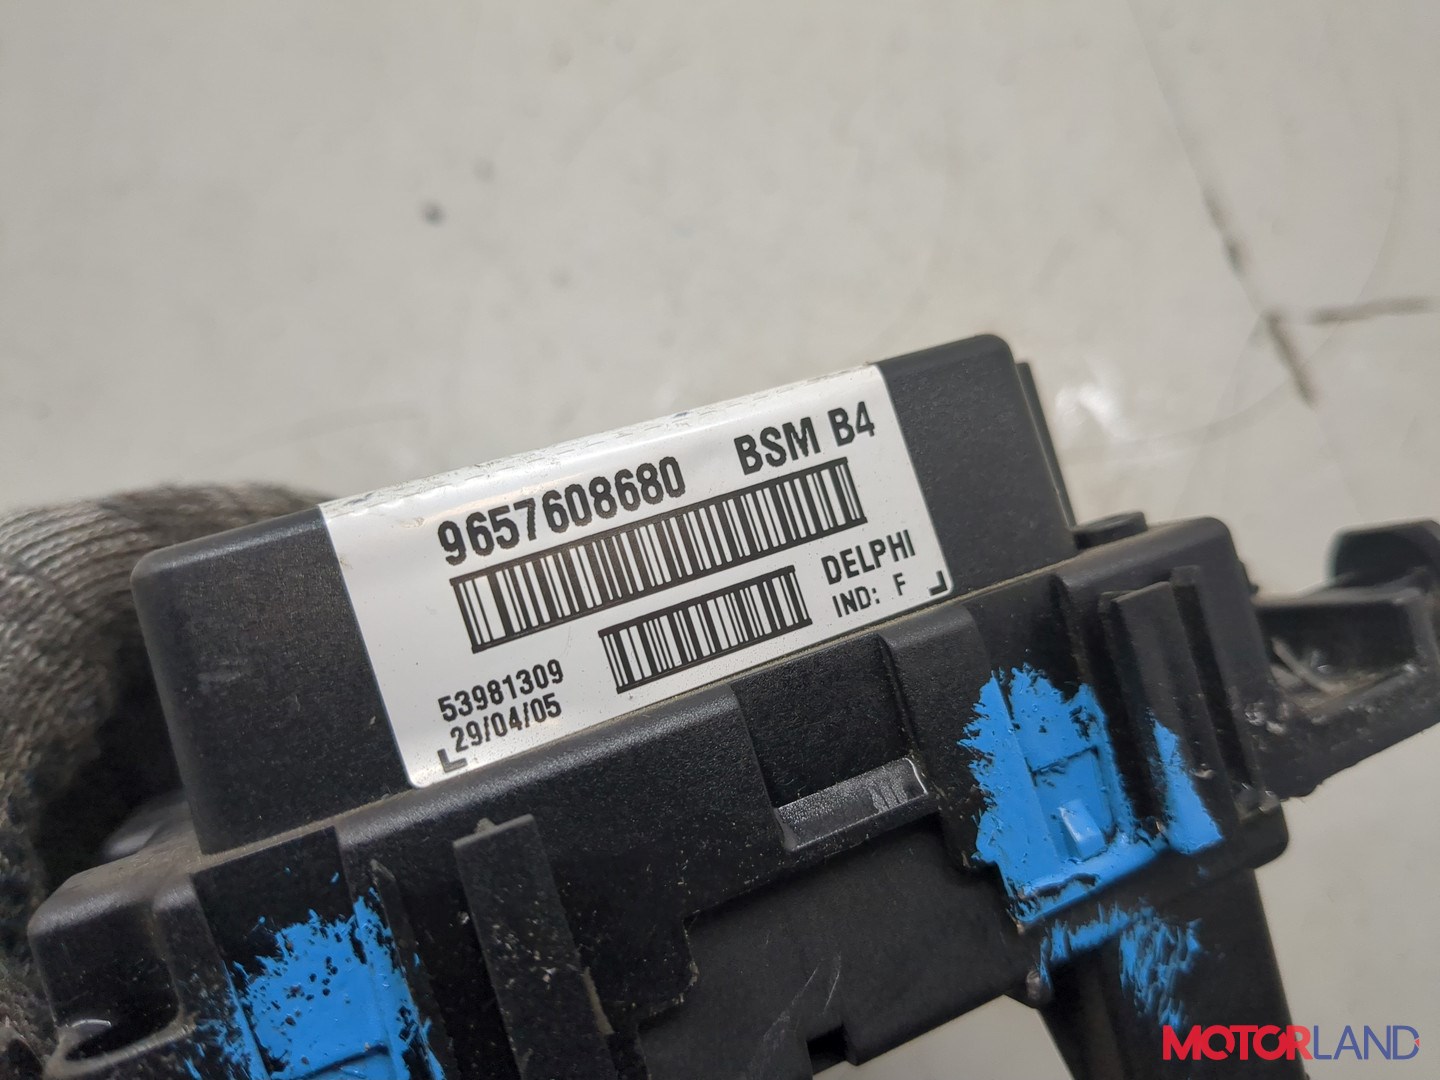 9657608680 BSM B4
DELPHI
IND: F
53981309
29/04/05
MOTORLAND